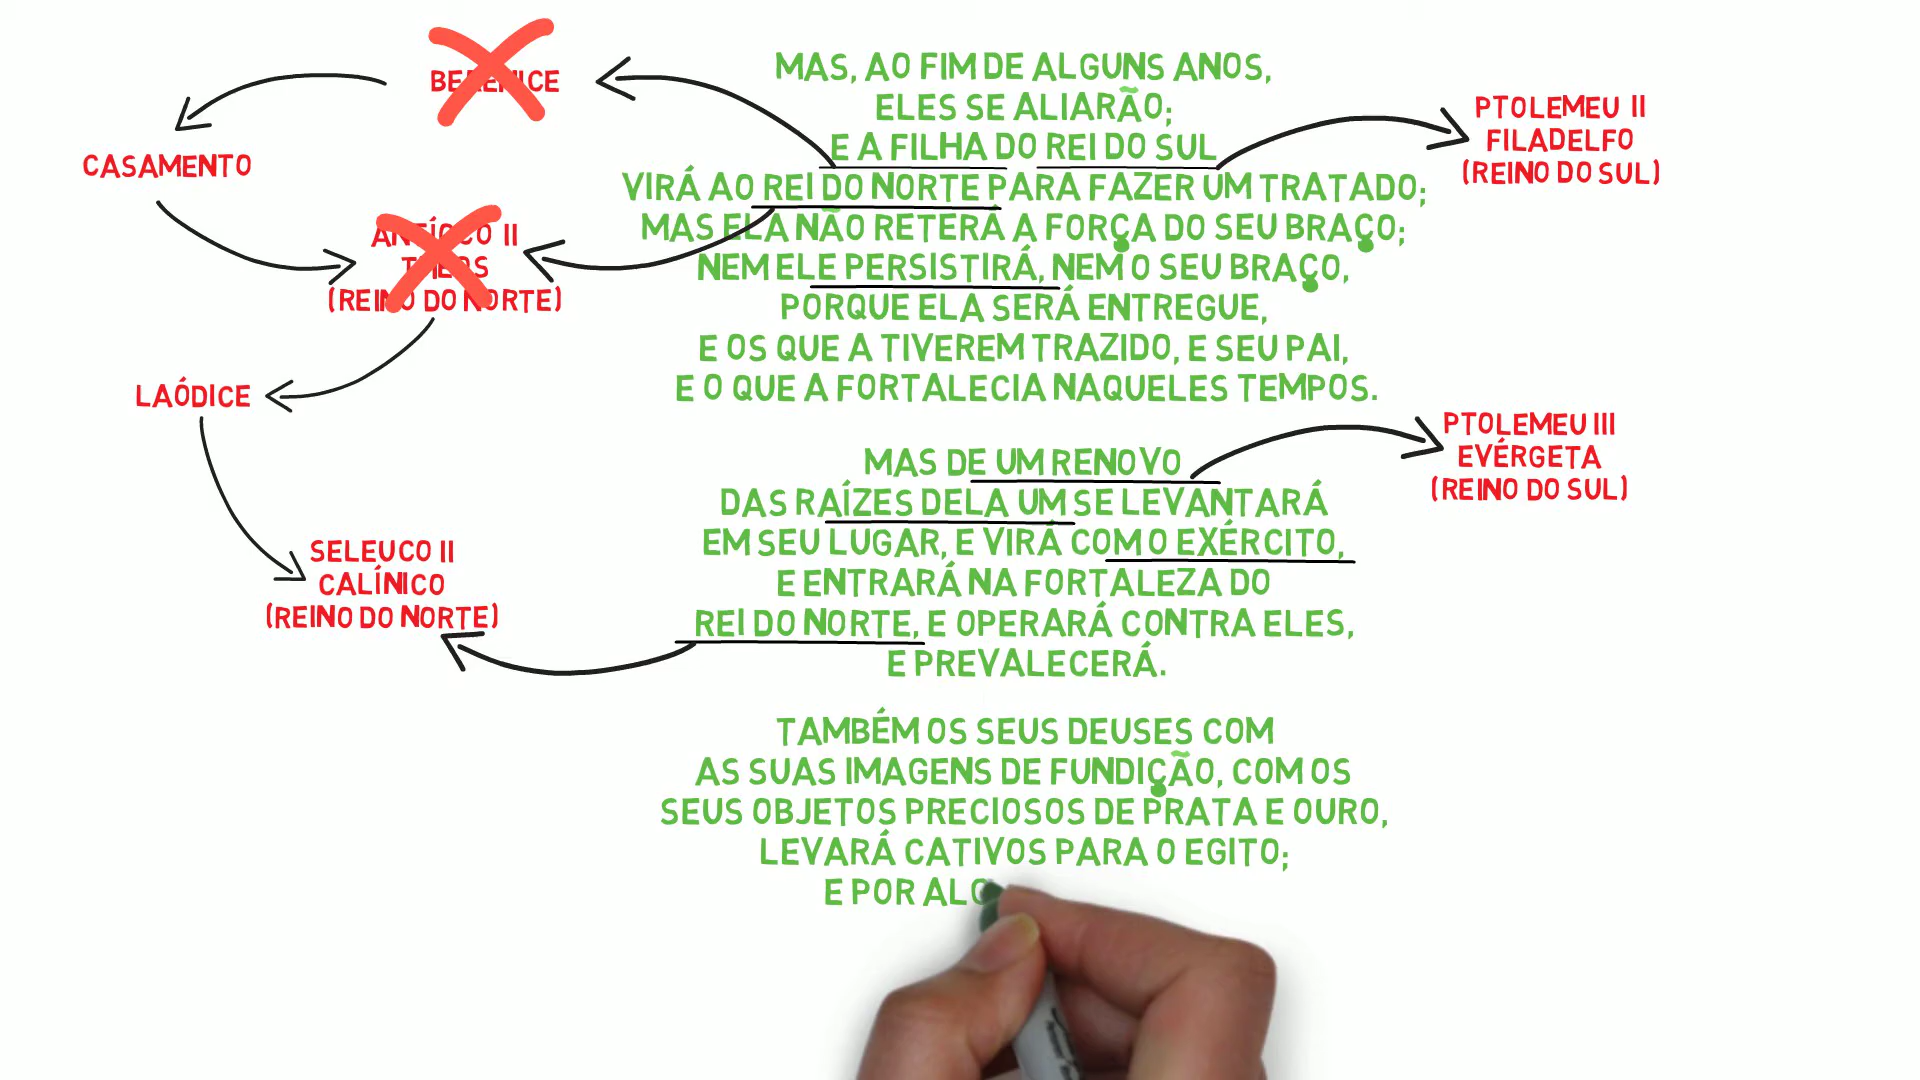 BERENICE
CASAMENTO
ANTÍOCO II
THEOS
(REINO DO NORTE)
LAÓDICE
SELEUCO II
CALÍNICO
(REINO DO NORTE)
MAS, AO FIM DE ALGUNS ANOS,
ELES SE ALIARÃO;
E A FILHA DO REI DO SUL
VIRÁ AO REI DO NORTE PARA FAZER UM TRATADO;
MAS ELA NÃO RETERÁ A FORÇA DO SEU BRAÇO;
NEM ELE PERSISTIRÁ, NEM O SEU BRAÇO,
PORQUE ELA SERÁ ENTREGUE,
E OS QUE A TIVEREM TRAZIDO, E SEU PAI,
E O QUE A FORTALECIA NAQUELES TEMPOS.
MAS DE UM RENOVO
DAS RAÍZES DELA UM SE LEVANTARÁ
EM SEU LUGAR, E VIRÁ COM O EXÉRCITO,
E ENTRARÁ NA FORTALEZA DO
REI DO NORTE, E OPERARÁ CONTRA ELES,
E PREVALECERÁ.
TAMBÉM OS SEUS DEUSES COM
AS SUAS IMAGENS DE FUNDIÇÃO, COM OS
SEUS OBJETOS PRECIOSOS DE PRATA E OURO,
LEVARÁ CATIVOS PARA O EGITO;
E POR
PTOLEMEU II
FILADELFO
(REINO DO SUL)
PTOLEMEU III
EVÉRGETA
(REINO DO SUL)